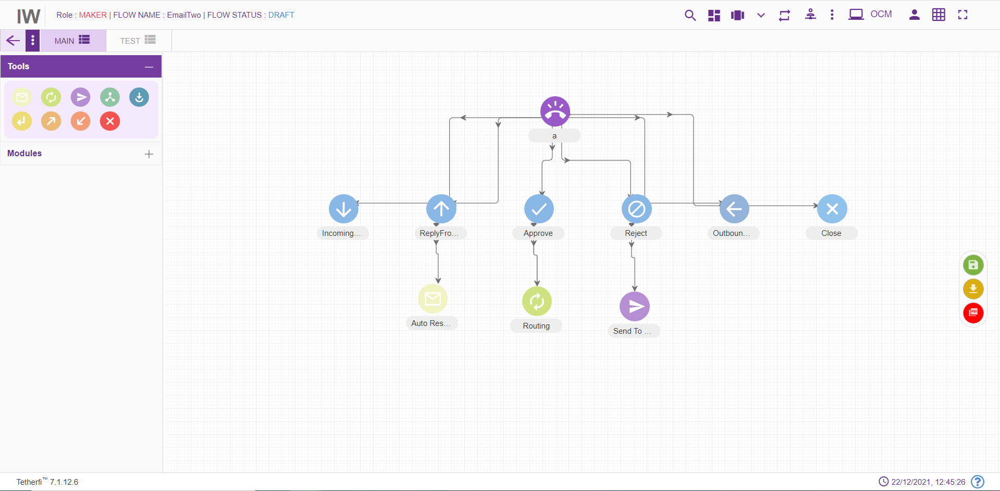 IW
Role : MAKER | FLOW NAME : EmailTwo | FLOW STATUS : DRAFT
OCM
MAIN
TEST
Tools
Modules
a
Incoming...
ReplyFro...
Approve
Reject
Outboun...
Close
Auto Res...
Routing
Send To ...
PDF
Tetherfi™ 7.1.12.6
22/12/2021, 12:45:26
?